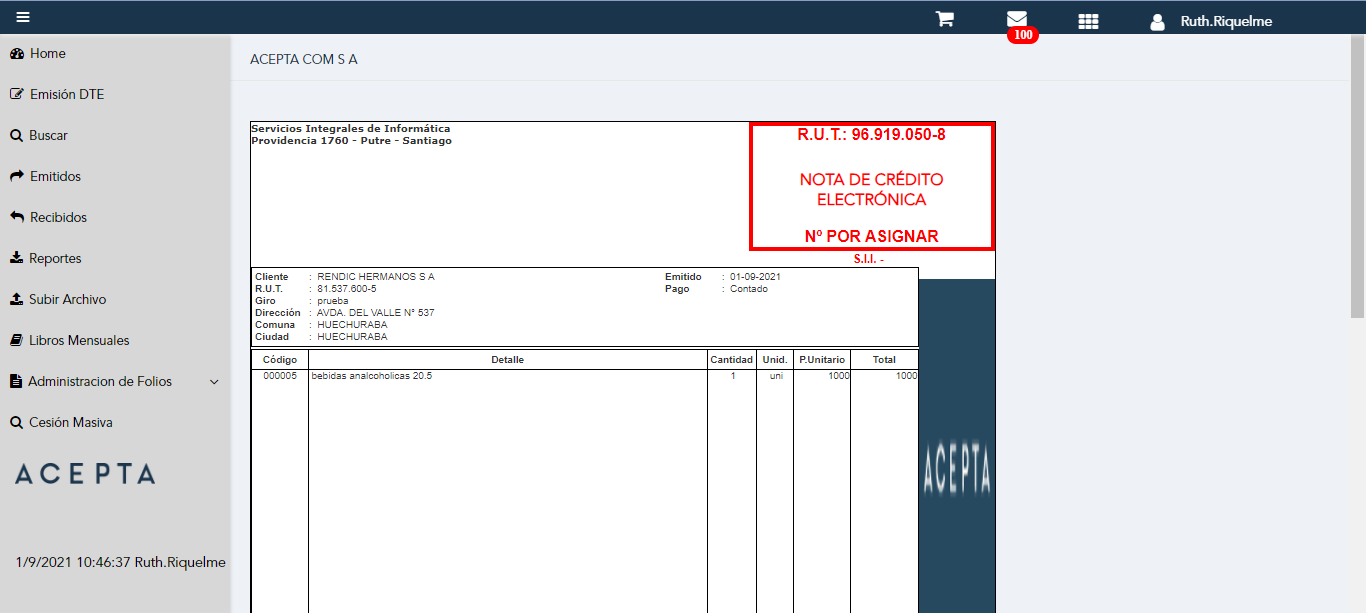 100
Ruth.Riquelme
Home
Emisión DTE
Buscar
Emitidos
Recibidos
Reportes
Subir Archivo
Libros Mensuales
Administracion de Folios
Cesión Masiva
ACEPTA
1/9/2021 10:46:37 Ruth.Riquelme
ACEPTA COM S A
Servicios Integrales de Informática
Providencia 1760 - Putre - Santiago
R.U.T.: 96.919.050-8
NOTA DE CRÉDITO
ELECTRÓNICA
Nº POR ASIGNAR
S.I.I. -
Cliente : RENDIC HERMANOS S A Emitido : 01-09-2021
R.U.T. : 81.537.600-5 Pago : Contado
Giro : prueba
Dirección : AVDA. DEL VALLE N° 537
Comuna : HUECHURABA
Ciudad : HUECHURABA
Código Detalle Cantidad Unid. P.Unitario Total
000005 bebidas analcoholicas 20.5 1 uni 1000 1000
ACEPTA